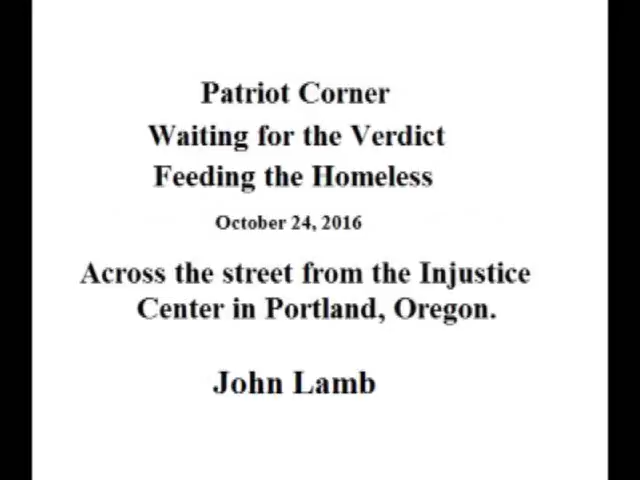 Patriot Corner
Waiting for the Verdict
Feeding the Homeless
October 24, 2016
Across the street from the Injustice
Center in Portland, Oregon.
John Lamb